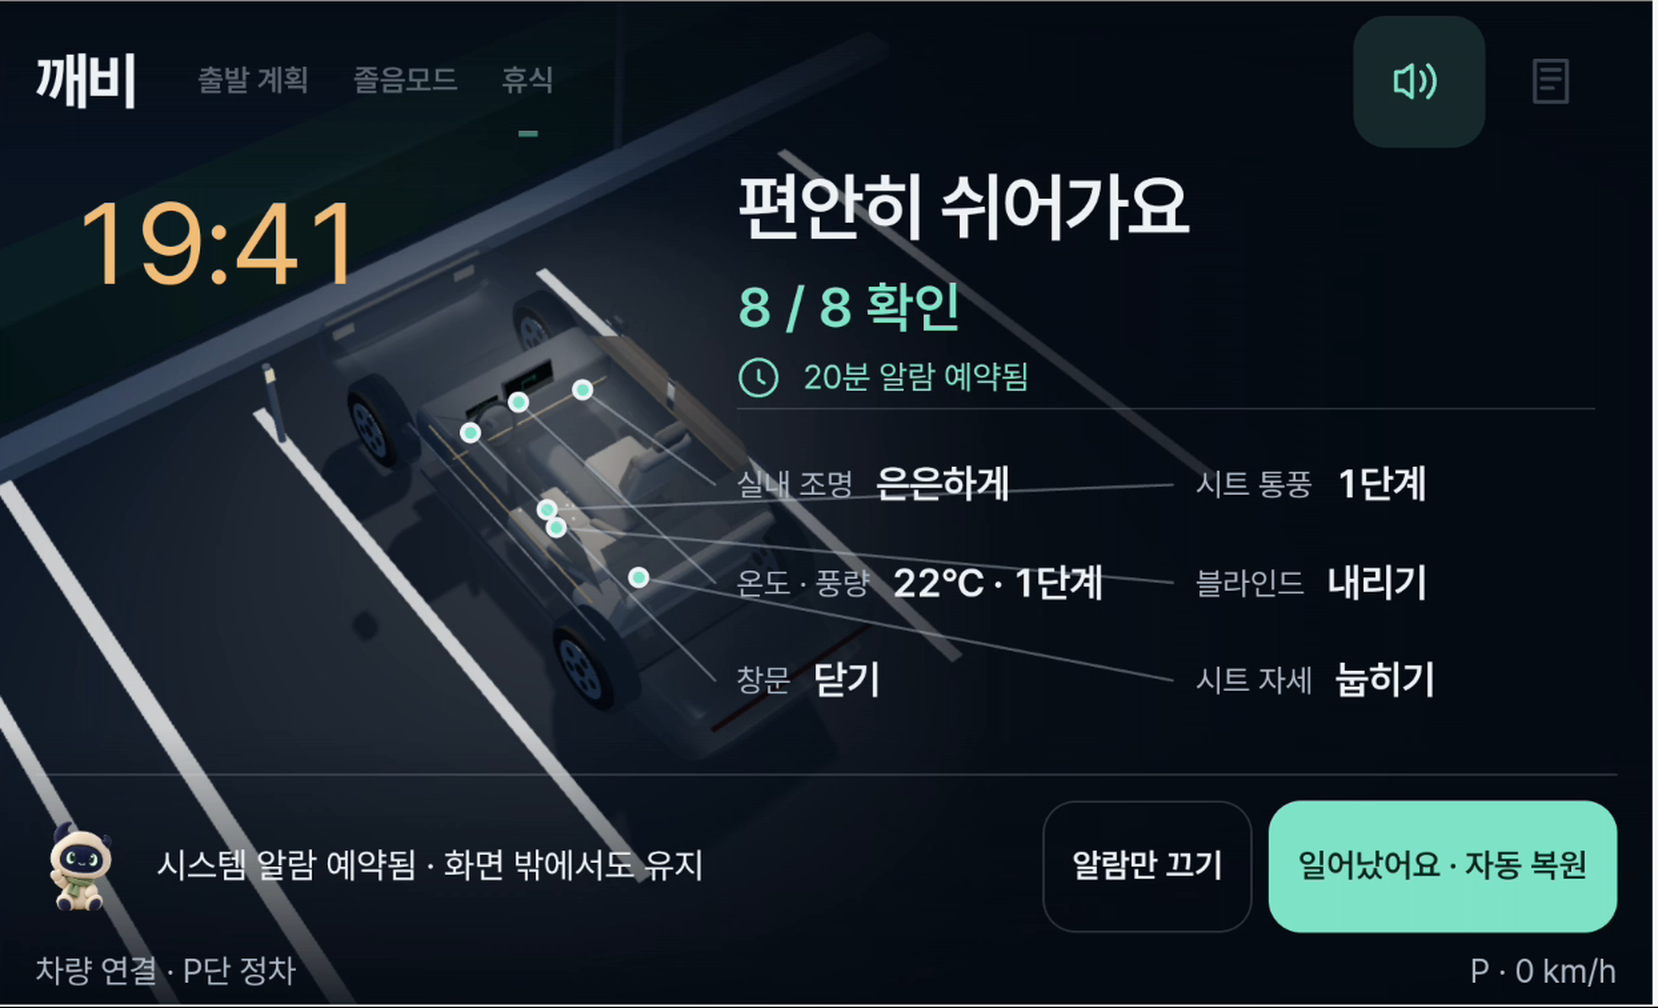 깨비 출발 계획 졸음모드 휴식
19:41
편안히 쉬어가요
8 / 8 확인
20분 알람 예약됨
실내 조명 은은하게 시트 통풍 1단계
온도 · 풍량 22°C · 1단계 블라인드 내리기
창문 닫기 시트 자세 눕히기
시스템 알람 예약됨 · 화면 밖에서도 유지 알람만 끄기 일어났어요 · 자동 복원
차량 연결 · P단 정차 P · 0 km/h